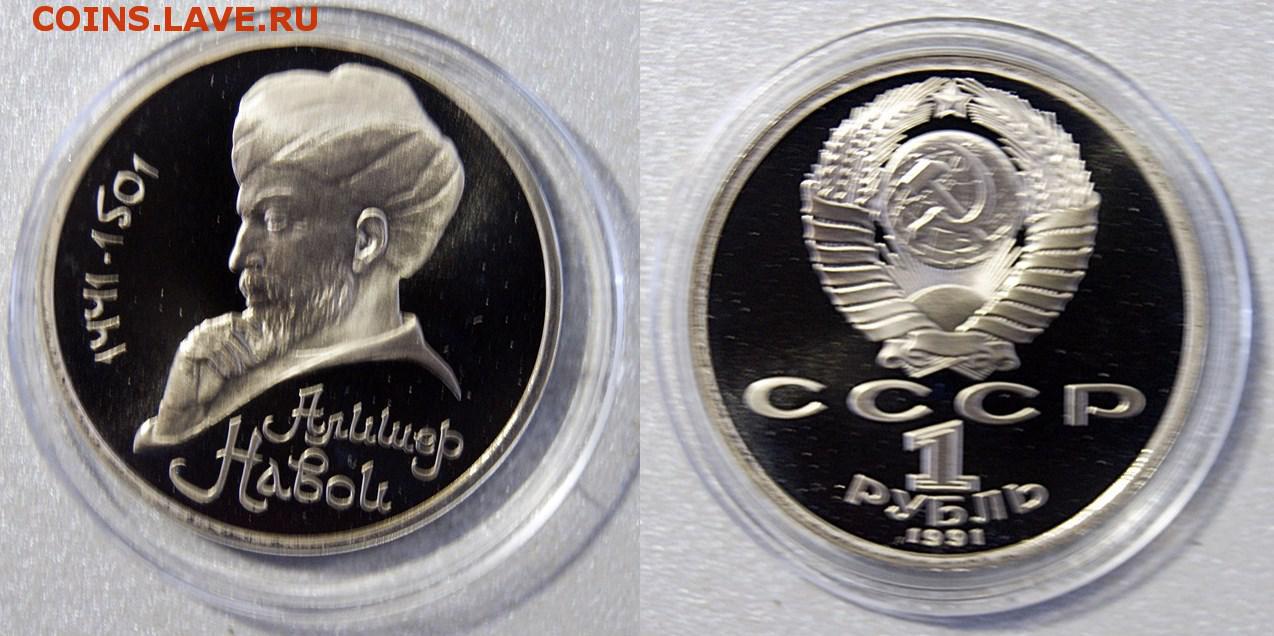 COINS.LAVE.RU
1441-1501
Алишер
Навои
СССР
1
РУБЛЬ
1991